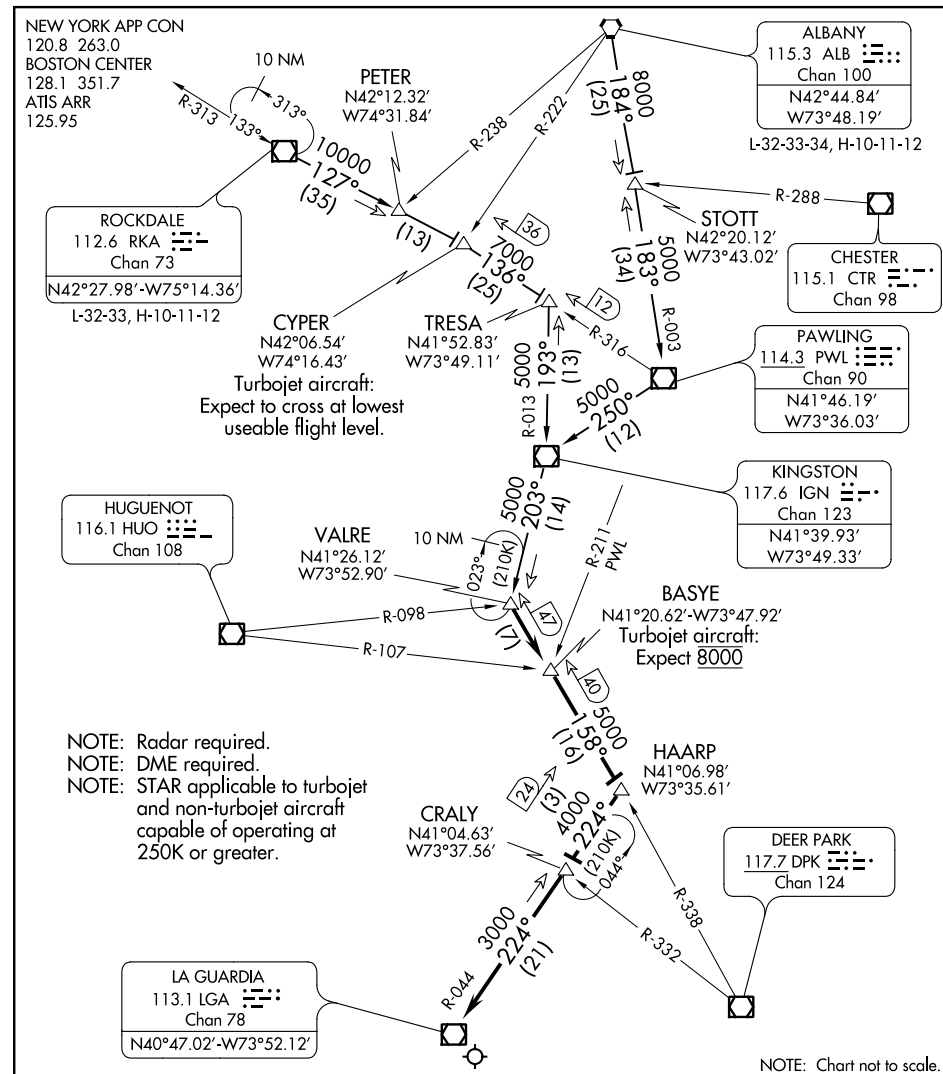 NEW YORK APP CON
120.8 263.0
BOSTON CENTER
128.1 351.7
ATIS ARR
125.95
R-313
133°
10 NM
313°
PETER
N42°12.32'
W74°31.84'
R-238
R-222
8000
184°
(25)
ALBANY
115.3 ALB
Chan 100
N42°44.84'
W73°48.19'
L-32-33-34, H-10-11-12
10000
127°
(35)
(13)
ROCKDALE
112.6 RKA
Chan 73
N42°27.98'-W75°14.36'
L-32-33, H-10-11-12
R-288
STOTT
N42°20.12'
W73°43.02'
CHESTER
115.1 CTR
Chan 98
36
7000
136°
(25)
5000
183°
(34)
R-003
CYPER
N42°06.54'
W74°16.43'
Turbojet aircraft:
Expect to cross at lowest
useable flight level.
TRESA
N41°52.83'
W73°49.11'
12
R-316
PAWLING
114.3 PWL
Chan 90
N41°46.19'
W73°36.03'
R-013
5000
193°
(13)
5000
250°
(12)
KINGSTON
117.6 IGN
Chan 123
N41°39.93'
W73°49.33'
HUGUENOT
116.1 HUO
Chan 108
VALRE
N41°26.12'
W73°52.90'
10 NM
023°
(210K)
5000
203°
(14)
R-211
PWL
R-098
R-107
47
(7)
BASYE
N41°20.62'-W73°47.92'
Turbojet aircraft:
Expect 8000
40
5000
158°
(16)
NOTE: Radar required.
NOTE: DME required.
NOTE: STAR applicable to turbojet
and non-turbojet aircraft
capable of operating at
250K or greater.
HAARP
N41°06.98'
W73°35.61'
24
(3)
4000
224°
(210K)
044°
CRALY
N41°04.63'
W73°37.56'
DEER PARK
117.7 DPK
Chan 124
R-338
R-332
3000
224°
(21)
R-044
LA GUARDIA
113.1 LGA
Chan 78
N40°47.02'-W73°52.12'
NOTE: Chart not to scale.